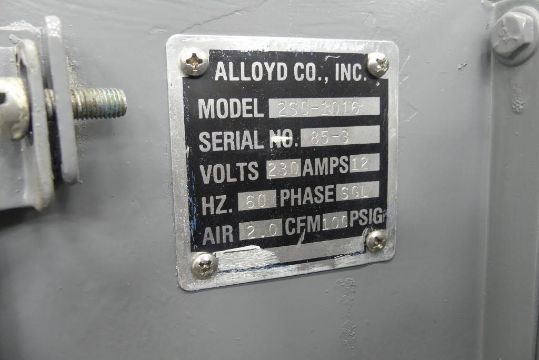 ALLOYD CO., INC.
MODEL 2SC-1016
SERIAL NO. 85-3
VOLTS 230 AMPS 12
HZ. 60 PHASE SGL
AIR 2.0 CFM 100 PSIG